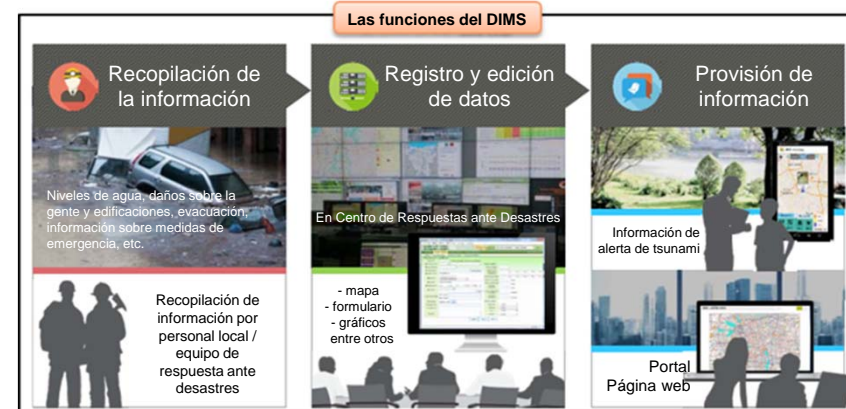 Las funciones del DIMS
Recopilación de
la información
Niveles de agua, daños sobre la
gente y edificaciones, evacuación,
información sobre medidas de
emergencia, etc.
Recopilación de
información por
personal local /
equipo de
respuesta ante
desastres
Registro y edición
de datos
En Centro de Respuestas ante Desastres
- mapa
- formulario
- gráficos
entre otros
Provisión de
información
Información de
alerta de tsunami
Portal
Página web